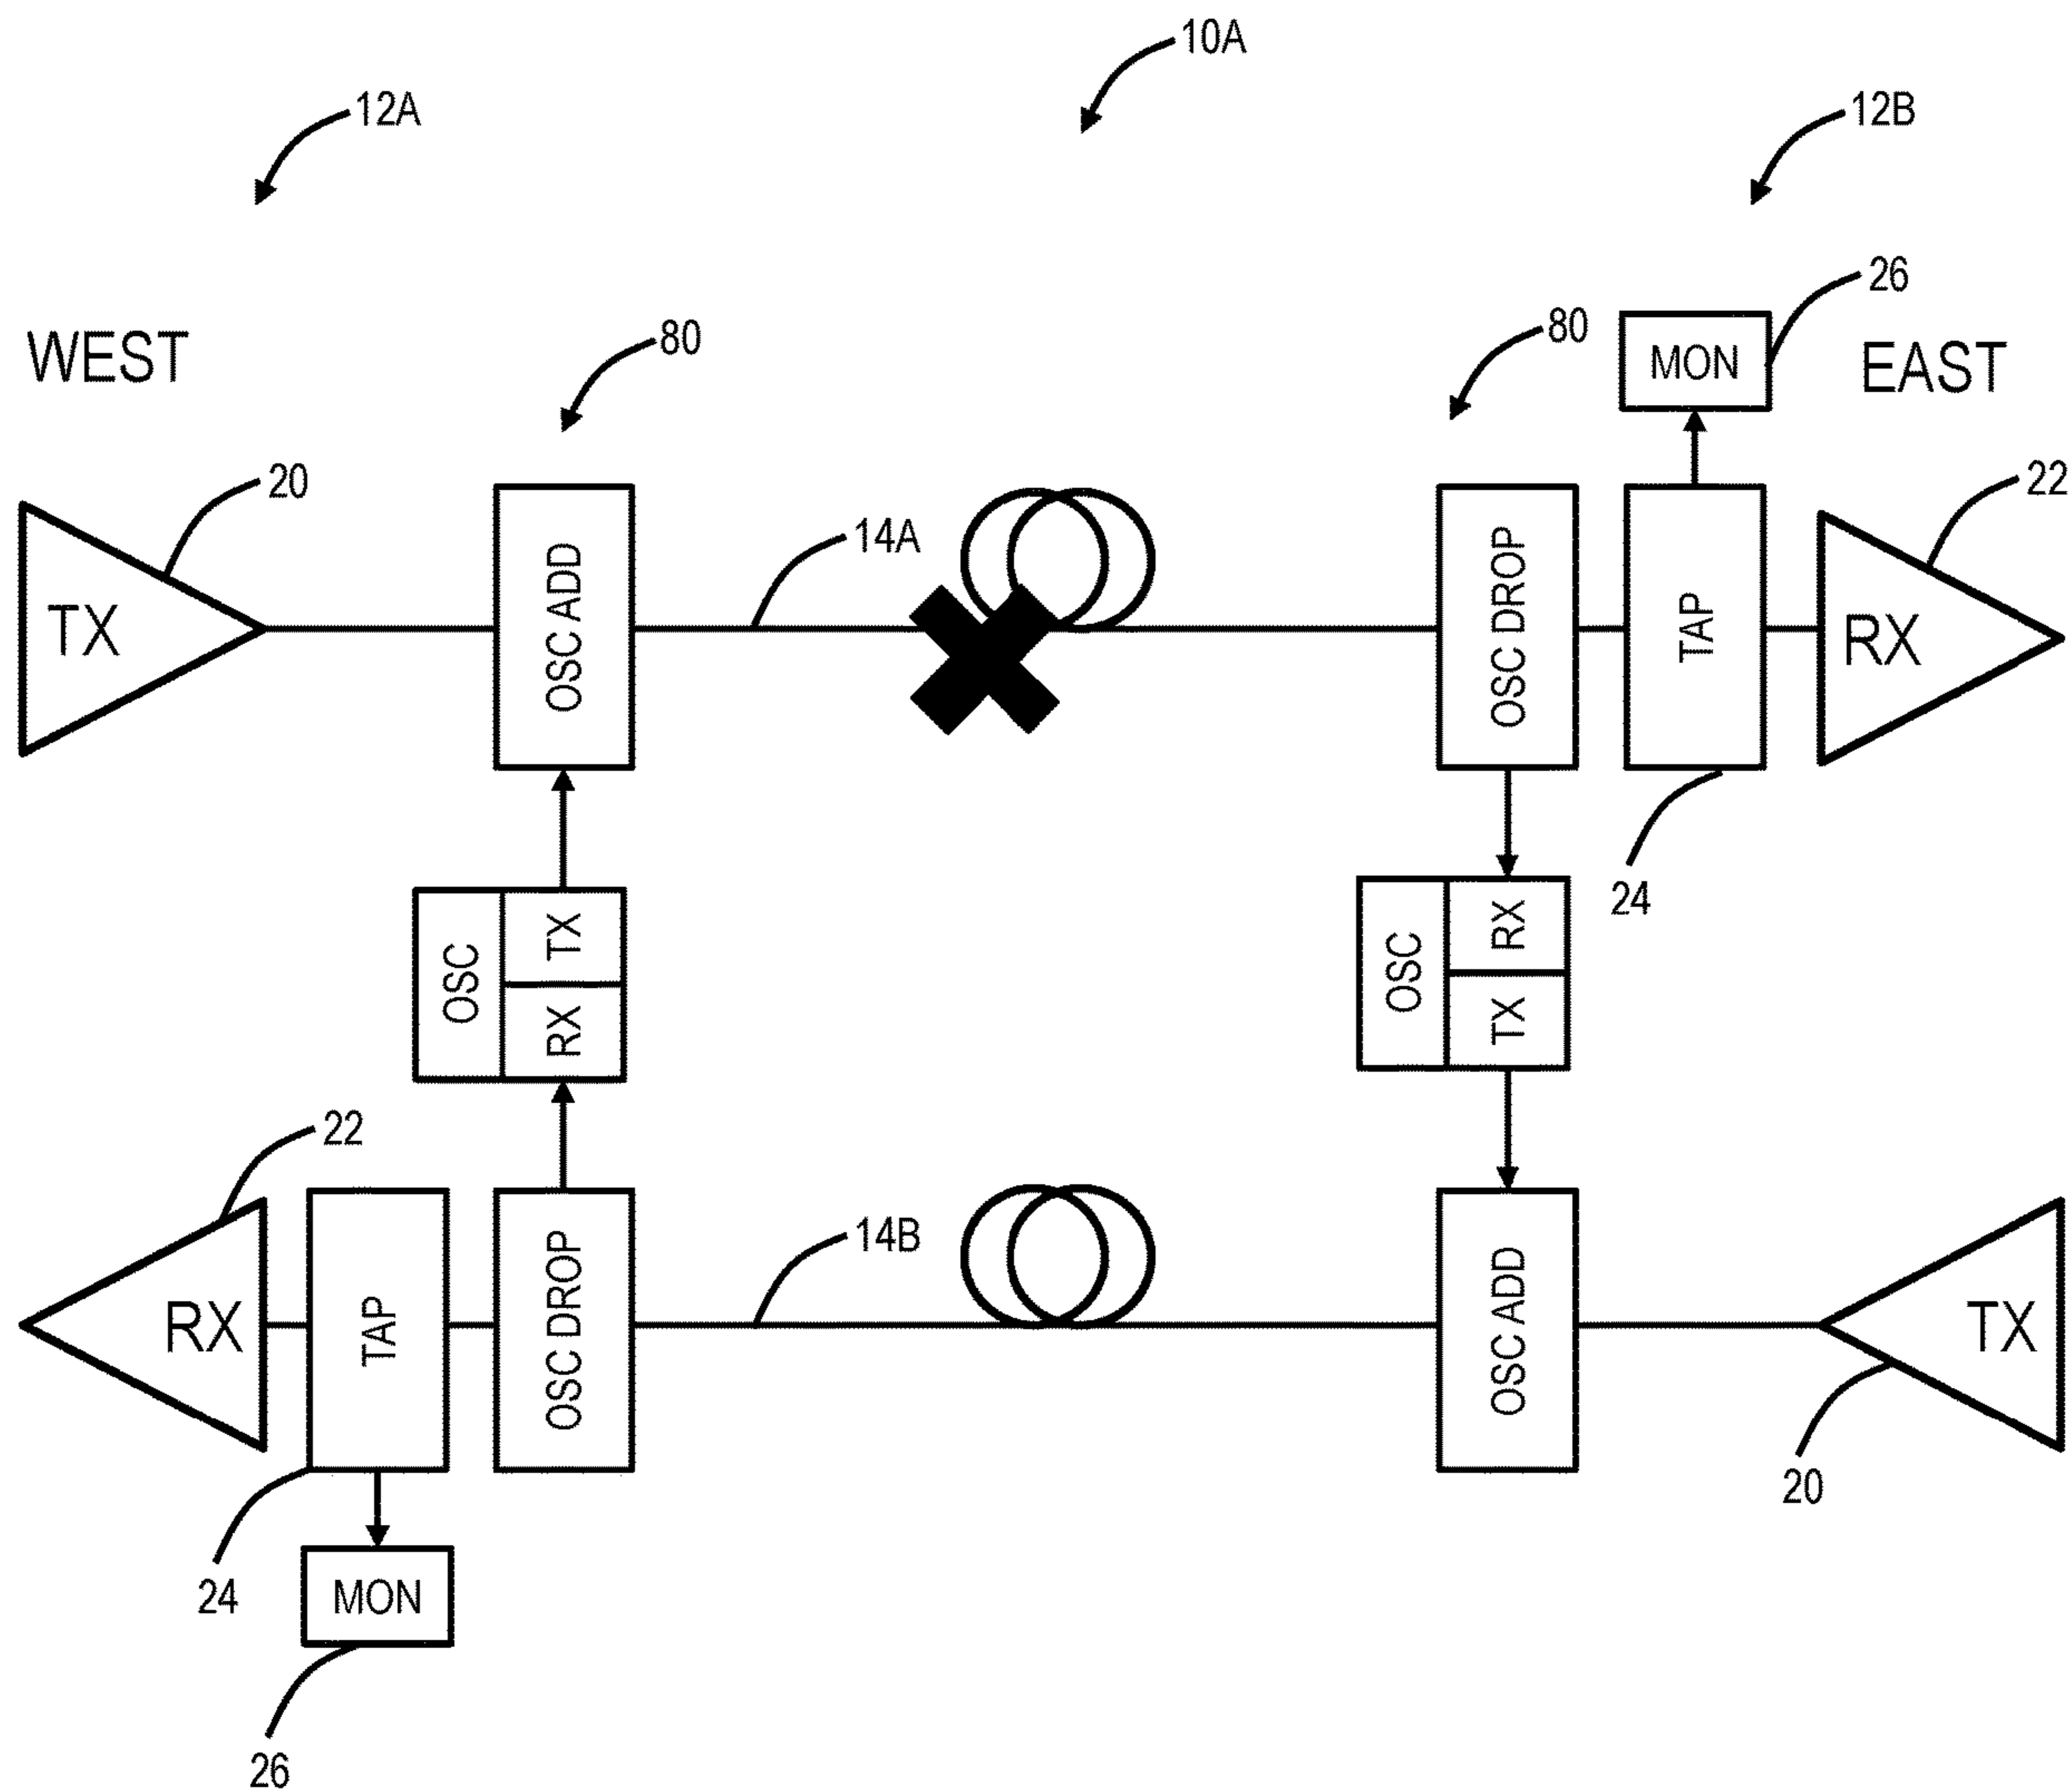 10A
12A
12B
26
80
80
MON
WEST
EAST
20
22
14A
TX
OSC ADD
OSC DROP
TAP
RX
24
OSC
TX
RX
OSC
RX
TX
22
14B
RX
TAP
OSC DROP
OSC ADD
TX
20
24
MON
26